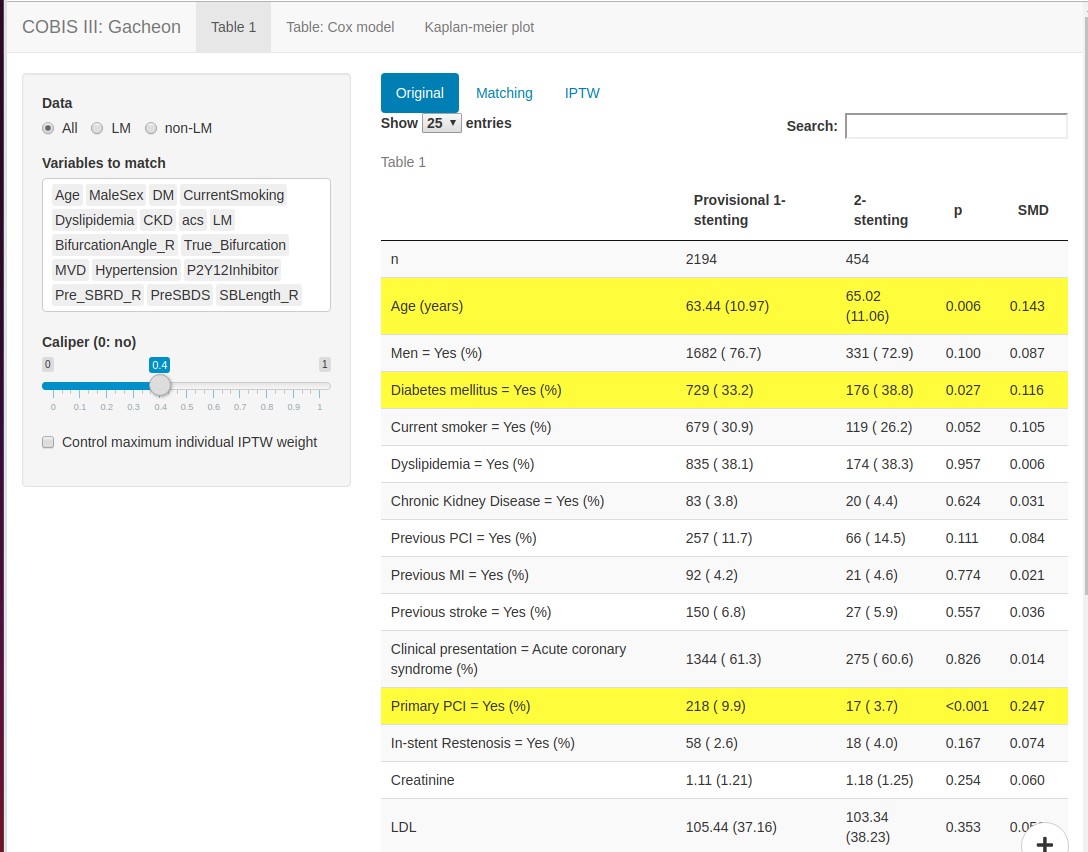 COBIS III: Gacheon Table 1 Table: Cox model Kaplan-meier plot
Data
All LM non-LM
Variables to match
Age MaleSex DM CurrentSmoking
Dyslipidemia CKD acs LM
BifurcationAngle_R True_Bifurcation
MVD Hypertension P2Y12Inhibitor
Pre_SBRD_R PreSBDS SBLength_R
Caliper (0: no)
0 0.4 1
0 0.1 0.2 0.3 0.4 0.5 0.6 0.7 0.8 0.9 1
Control maximum individual IPTW weight
Original Matching IPTW
Show 25 entries
Search:
Table 1
Provisional 1-
stenting
2-
stenting
p
SMD
n 2194 454
Age (years) 63.44 (10.97) 65.02
(11.06)
0.006 0.143
Men = Yes (%) 1682 ( 76.7) 331 ( 72.9) 0.100 0.087
Diabetes mellitus = Yes (%) 729 ( 33.2) 176 ( 38.8) 0.027 0.116
Current smoker = Yes (%) 679 ( 30.9) 119 ( 26.2) 0.052 0.105
Dyslipidemia = Yes (%) 835 ( 38.1) 174 ( 38.3) 0.957 0.006
Chronic Kidney Disease = Yes (%) 83 ( 3.8) 20 ( 4.4) 0.624 0.031
Previous PCI = Yes (%) 257 ( 11.7) 66 ( 14.5) 0.111 0.084
Previous MI = Yes (%) 92 ( 4.2) 21 ( 4.6) 0.774 0.021
Previous stroke = Yes (%) 150 ( 6.8) 27 ( 5.9) 0.557 0.036
Clinical presentation = Acute coronary
syndrome (%)
1344 ( 61.3) 275 ( 60.6) 0.826 0.014
Primary PCI = Yes (%) 218 ( 9.9) 17 ( 3.7) <0.001 0.247
In-stent Restenosis = Yes (%) 58 ( 2.6) 18 ( 4.0) 0.167 0.074
Creatinine 1.11 (1.21) 1.18 (1.25) 0.254 0.060
LDL 105.44 (37.16) 103.34
(38.23)
0.353